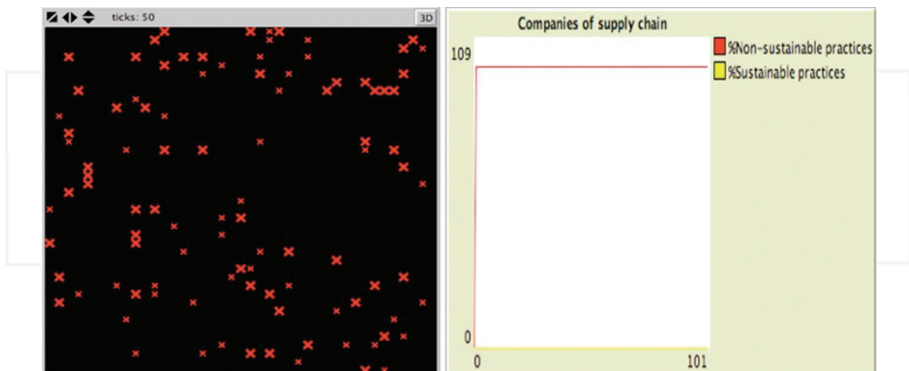 ticks: 50
3D
Companies of supply chain
109
%Non-sustainable practices
%Sustainable practices
0
0
101